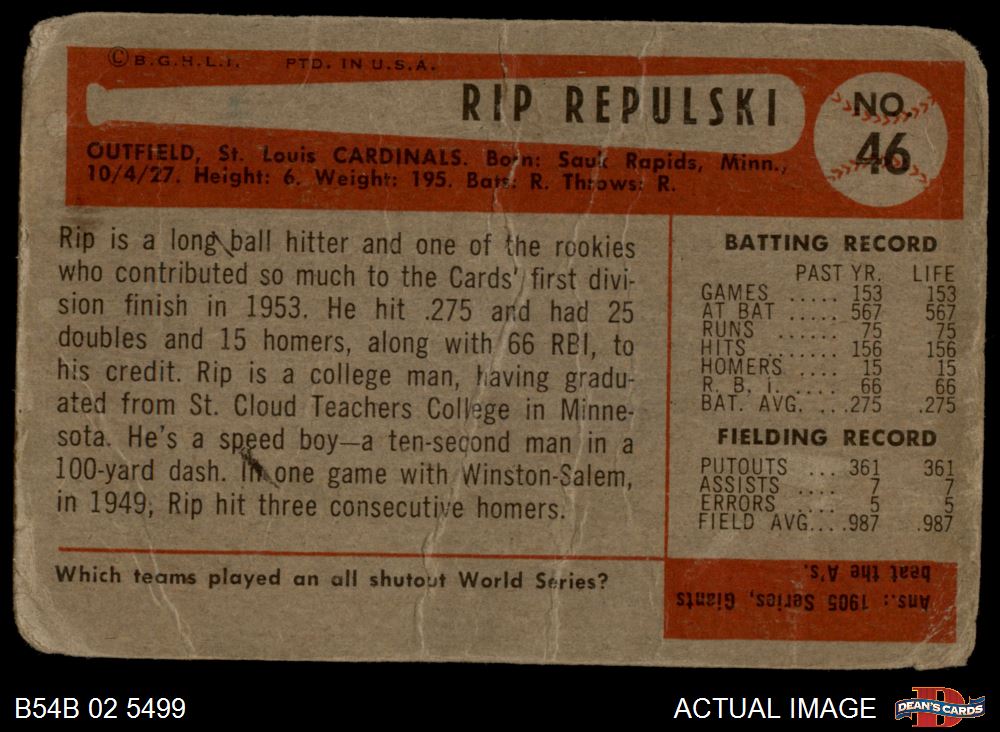 ©B.G.H.L.I. PTD. IN U.S.A.
RIP REPULSKI
NO.
46
OUTFIELD, St. Louis CARDINALS. Born: Sauk Rapids, Minn.,
10/4/27. Height: 6. Weight: 195. Bats: R. Throws: R.
Rip is a long ball hitter and one of the rookies
who contributed so much to the Cards' first divi-
sion finish in 1953. He hit .275 and had 25
doubles and 15 homers, along with 66 RBI, to
his credit. Rip is a college man, having gradu-
ated from St. Cloud Teachers College in Minne-
sota. He's a speed boy—a ten-second man in a
100-yard dash. In one game with Winston-Salem,
in 1949, Rip hit three consecutive homers.
BATTING RECORD
PAST YR. LIFE
GAMES ..... 153 153
AT BAT ..... 567 567
RUNS ...... 75 75
HITS ....... 156 156
HOMERS .... 15 15
R. B. I. ...... 66 66
BAT. AVG. ...275 .275
FIELDING RECORD
PUTOUTS ... 361 361
ASSISTS .... 7 7
ERRORS .... 5 5
FIELD AVG....987 .987
Which teams played an all shutout World Series?
Ans.: 1905 Series, Giants
beat the A's.
B54B 02 5499
ACTUAL IMAGE
D
DEAN'S CARDS